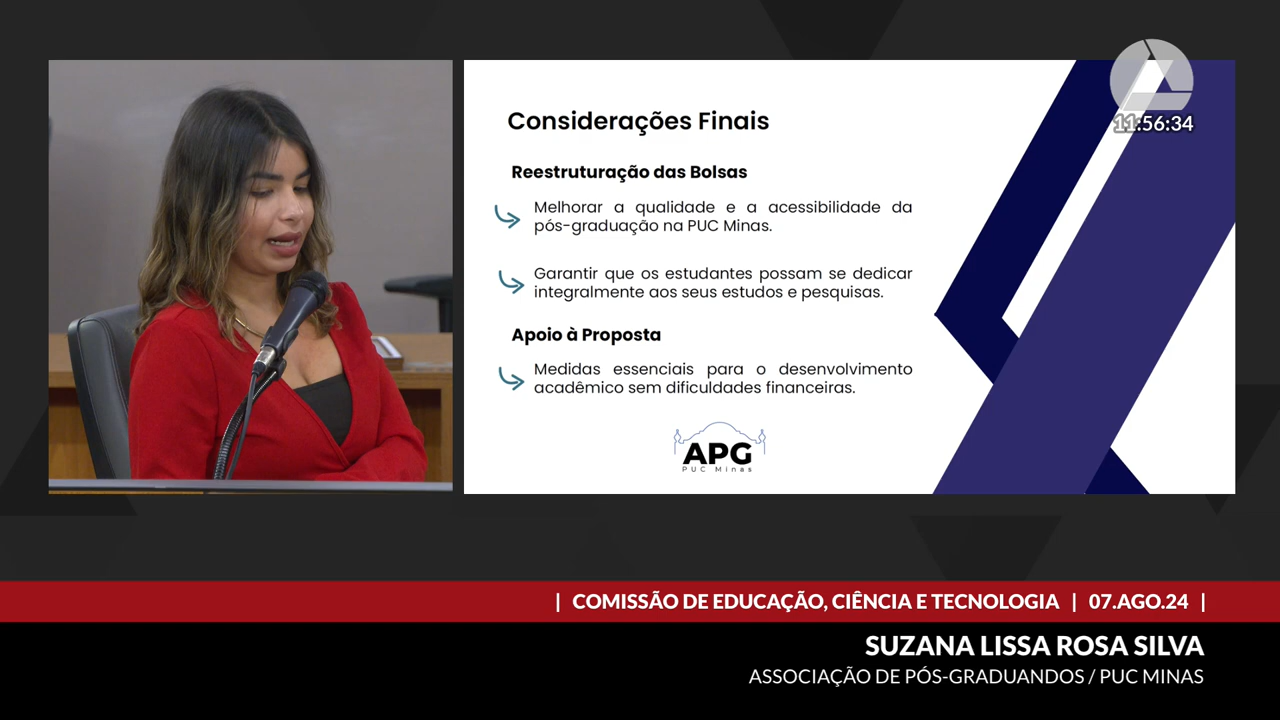 11:56:34
Considerações Finais
Reestruturação das Bolsas
Melhorar a qualidade e a acessibilidade da
pós-graduação na PUC Minas.
Garantir que os estudantes possam se dedicar
integralmente aos seus estudos e pesquisas.
Apoio à Proposta
Medidas essenciais para o desenvolvimento
acadêmico sem dificuldades financeiras.
APG
PUC Minas
| COMISSÃO DE EDUCAÇÃO, CIÊNCIA E TECNOLOGIA | 07.AGO.24 |
SUZANA LISSA ROSA SILVA
ASSOCIAÇÃO DE PÓS-GRADUANDOS / PUC MINAS